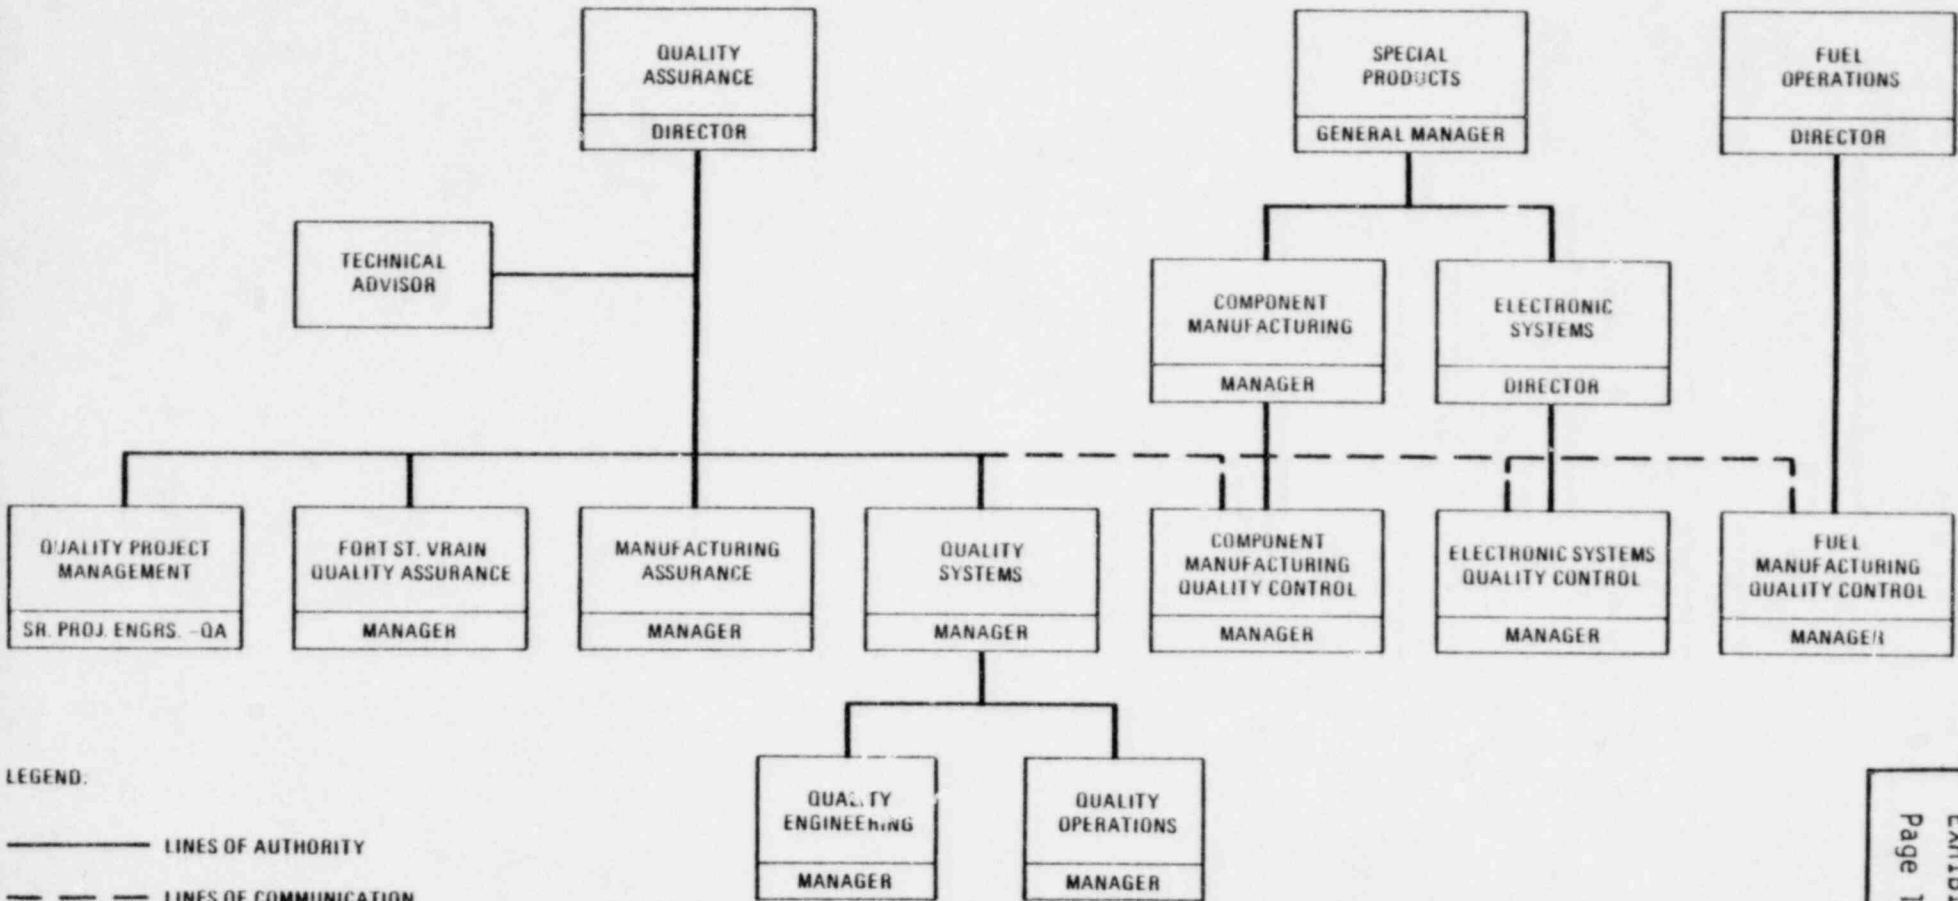 QUALITY
ASSURANCE
DIRECTOR
SPECIAL
PRODUCTS
GENERAL MANAGER
FUEL
OPERATIONS
DIRECTOR
TECHNICAL
ADVISOR
COMPONENT
MANUFACTURING
MANAGER
ELECTRONIC
SYSTEMS
DIRECTOR
QUALITY PROJECT
MANAGEMENT
SR. PROJ. ENGRS. -QA
FORT ST. VRAIN
QUALITY ASSURANCE
MANAGER
MANUFACTURING
ASSURANCE
MANAGER
QUALITY
SYSTEMS
MANAGER
COMPONENT
MANUFACTURING
QUALITY CONTROL
MANAGER
ELECTRONIC SYSTEMS
QUALITY CONTROL
MANAGER
FUEL
MANUFACTURING
QUALITY CONTROL
MANAGER
QUALITY
ENGINEERING
MANAGER
QUALITY
OPERATIONS
MANAGER
LEGEND:
LINES OF AUTHORITY
LINES OF COMMUNICATION
Page